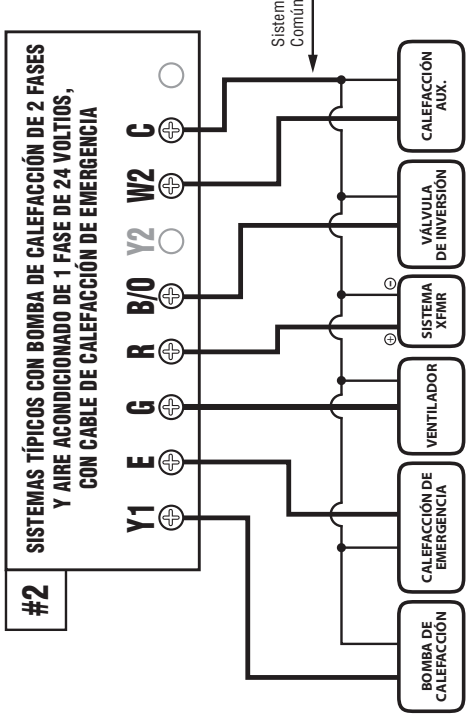 #2
SISTEMAS TÍPICOS CON BOMBA DE CALEFACCIÓN DE 2 FASES
Y AIRE ACONDICIONADO DE 1 FASE DE 24 VOLTIOS,
CON CABLE DE CALEFACCIÓN DE EMERGENCIA
Y1 E G R B/O Y2 W2 C
Sistem
Común
⊕ ⊖
BOMBA DE
CALEFACCIÓN
CALEFACCIÓN DE
EMERGENCIA
VENTILADOR
SISTEMA
XFMR
VÁLVULA
DE INVERSIÓN
CALEFACCIÓN
AUX.